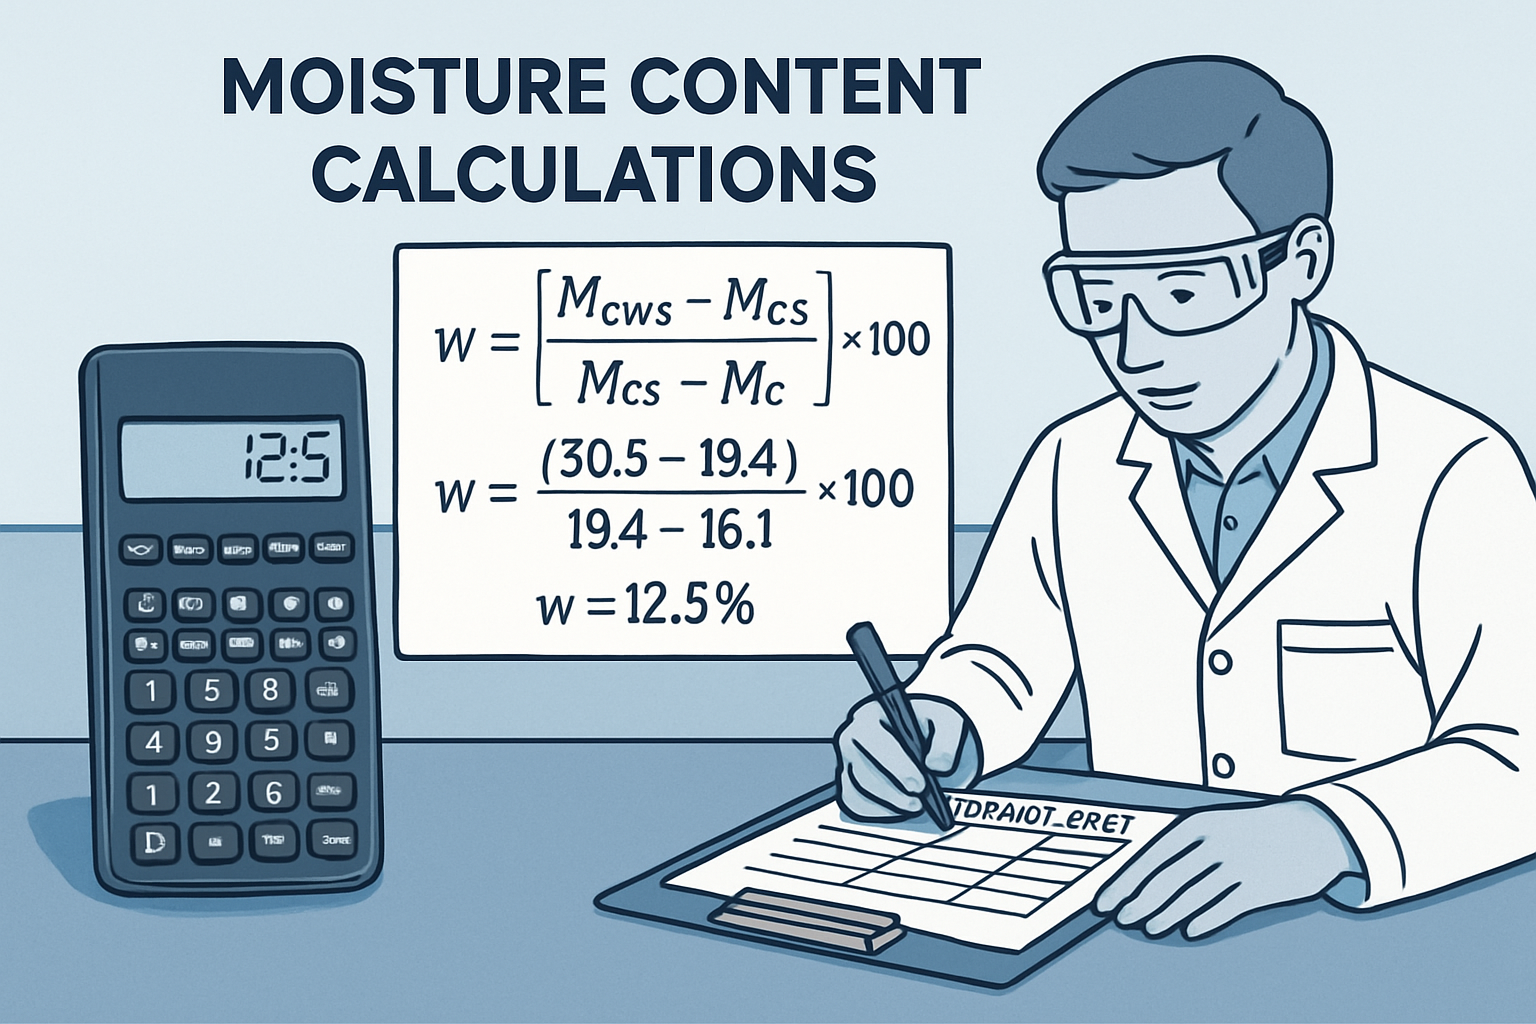 MOISTURE CONTENT
CALCULATIONS
w = [ (Mcws − Mcs) / (Mcs − Mc) ] ×100
w = (30.5 − 19.4) / 19.4 − 16.1 ×100
w = 12.5%
12:5
1 5 8
4 9 5
1 2 6
D
TDRAIOT_eRET